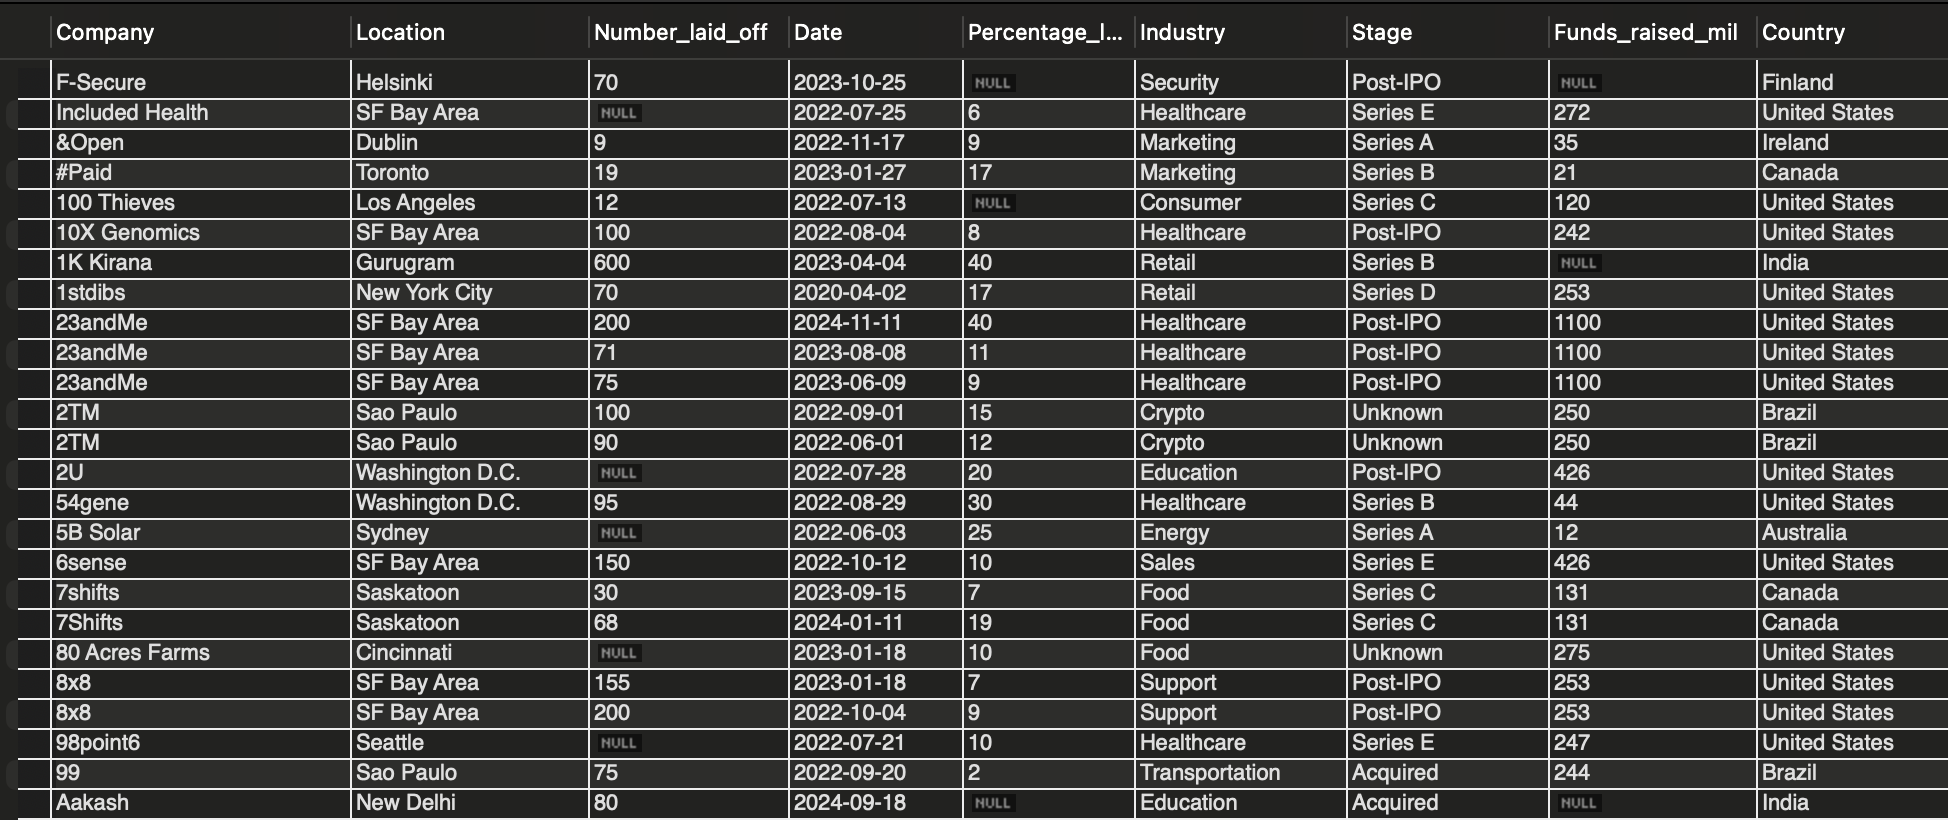 Company Location Number_laid_off Date Percentage_l... Industry Stage Funds_raised_mil Country
F-Secure Helsinki 70 2023-10-25 NULL Security Post-IPO NULL Finland
Included Health SF Bay Area NULL 2022-07-25 6 Healthcare Series E 272 United States
&Open Dublin 9 2022-11-17 9 Marketing Series A 35 Ireland
#Paid Toronto 19 2023-01-27 17 Marketing Series B 21 Canada
100 Thieves Los Angeles 12 2022-07-13 NULL Consumer Series C 120 United States
10X Genomics SF Bay Area 100 2022-08-04 8 Healthcare Post-IPO 242 United States
1K Kirana Gurugram 600 2023-04-04 40 Retail Series B NULL India
1stdibs New York City 70 2020-04-02 17 Retail Series D 253 United States
23andMe SF Bay Area 200 2024-11-11 40 Healthcare Post-IPO 1100 United States
23andMe SF Bay Area 71 2023-08-08 11 Healthcare Post-IPO 1100 United States
23andMe SF Bay Area 75 2023-06-09 9 Healthcare Post-IPO 1100 United States
2TM Sao Paulo 100 2022-09-01 15 Crypto Unknown 250 Brazil
2TM Sao Paulo 90 2022-06-01 12 Crypto Unknown 250 Brazil
2U Washington D.C. NULL 2022-07-28 20 Education Post-IPO 426 United States
54gene Washington D.C. 95 2022-08-29 30 Healthcare Series B 44 United States
5B Solar Sydney NULL 2022-06-03 25 Energy Series A 12 Australia
6sense SF Bay Area 150 2022-10-12 10 Sales Series E 426 United States
7shifts Saskatoon 30 2023-09-15 7 Food Series C 131 Canada
7Shifts Saskatoon 68 2024-01-11 19 Food Series C 131 Canada
80 Acres Farms Cincinnati NULL 2023-01-18 10 Food Unknown 275 United States
8x8 SF Bay Area 155 2023-01-18 7 Support Post-IPO 253 United States
8x8 SF Bay Area 200 2022-10-04 9 Support Post-IPO 253 United States
98point6 Seattle NULL 2022-07-21 10 Healthcare Series E 247 United States
99 Sao Paulo 75 2022-09-20 2 Transportation Acquired 244 Brazil
Aakash New Delhi 80 2024-09-18 NULL Education Acquired NULL India